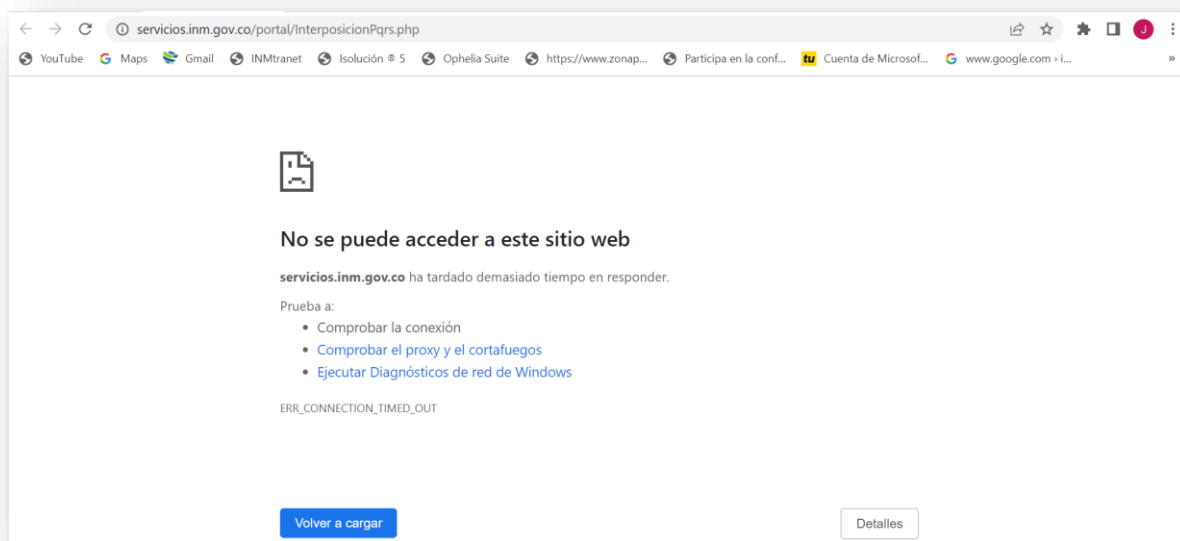 servicios.inm.gov.co/portal/InterposicionPqrs.php
J
YouTube Maps Gmail INMtranet Isolución ® 5 Ophelia Suite https://www.zonap... Participa en la conf... tu Cuenta de Microsof... www.google.com › i... »
No se puede acceder a este sitio web
servicios.inm.gov.co ha tardado demasiado tiempo en responder.
Prueba a:
• Comprobar la conexión
• Comprobar el proxy y el cortafuegos
• Ejecutar Diagnósticos de red de Windows
ERR_CONNECTION_TIMED_OUT
Volver a cargar Detalles